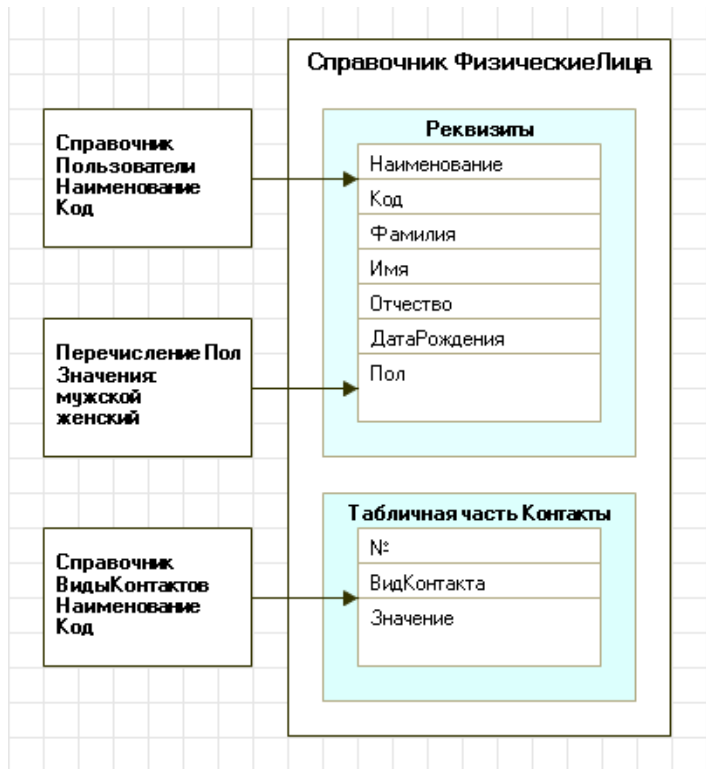 Справочник ФизическиеЛица
Справочник
Пользователи
Наименование
Код
Реквизиты
Наименование
Код
Фамилия
Имя
Отчество
ДатаРождения
Пол
Перечисление Пол
Значения:
мужской
женский
Справочник
ВидыКонтактов
Наименование
Код
Табличная часть Контакты
№
ВидКонтакта
Значение